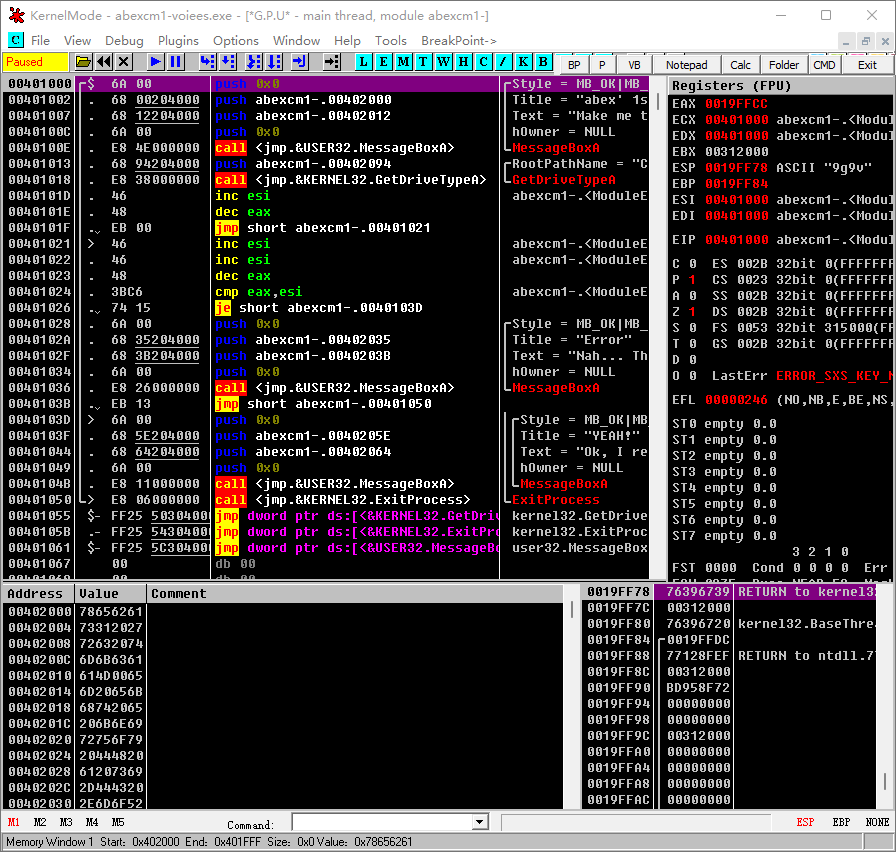 KernelMode - abexcm1-voiees.exe - [*G.P.U* - main thread, module abexcm1-]
C File View Debug Plugins Options Window Help Tools BreakPoint->
Paused L E M T W H C / K B BP P VB Notepad Calc Folder CMD Exit
00401000 $ 6A 00 push 0x0 Style = MB_OK|MB_
00401002 . 68 00204000 push abexcm1-.00402000 Title = "abex' 1s
00401007 . 68 12204000 push abexcm1-.00402012 Text = "Make me t
0040100C . 6A 00 push 0x0 hOwner = NULL
0040100E . E8 4E000000 call <jmp.&USER32.MessageBoxA> MessageBoxA
00401013 . 68 94204000 push abexcm1-.00402094 RootPathName = "C
00401018 . E8 38000000 call <jmp.&KERNEL32.GetDriveTypeA> GetDriveTypeA
0040101D . 46 inc esi abexcm1-.<ModuleE
0040101E . 48 dec eax
0040101F . EB 00 jmp short abexcm1-.00401021
00401021 > 46 inc esi abexcm1-.<ModuleE
00401022 . 46 inc esi abexcm1-.<ModuleE
00401023 . 48 dec eax
00401024 . 3BC6 cmp eax,esi abexcm1-.<ModuleE
00401026 . 74 15 je short abexcm1-.0040103D
00401028 . 6A 00 push 0x0 Style = MB_OK|MB_
0040102A . 68 35204000 push abexcm1-.00402035 Title = "Error"
0040102F . 68 3B204000 push abexcm1-.0040203B Text = "Nah... Th
00401034 . 6A 00 push 0x0 hOwner = NULL
00401036 . E8 26000000 call <jmp.&USER32.MessageBoxA> MessageBoxA
0040103B . EB 13 jmp short abexcm1-.00401050
0040103D > 6A 00 push 0x0 Style = MB_OK|MB_
0040103F . 68 5E204000 push abexcm1-.0040205E Title = "YEAH!"
00401044 . 68 64204000 push abexcm1-.00402064 Text = "Ok, I re
00401049 . 6A 00 push 0x0 hOwner = NULL
0040104B . E8 11000000 call <jmp.&USER32.MessageBoxA> MessageBoxA
00401050 > E8 06000000 call <jmp.&KERNEL32.ExitProcess> ExitProcess
00401055 $- FF25 50304000 jmp dword ptr ds:[<&KERNEL32.GetDriv kernel32.GetDrive
0040105B .- FF25 54304000 jmp dword ptr ds:[<&KERNEL32.ExitPro kernel32.ExitProc
00401061 $- FF25 5C304000 jmp dword ptr ds:[<&USER32.MessageBo user32.MessageBox
00401067 00 db 00
Registers (FPU)
EAX 0019FFCC
ECX 00401000 abexcm1-.<Modul
EDX 00401000 abexcm1-.<Modul
EBX 00312000
ESP 0019FF78 ASCII "9g9v"
EBP 0019FF84
ESI 00401000 abexcm1-.<Modul
EDI 00401000 abexcm1-.<Modul
EIP 00401000 abexcm1-.<Modul
C 0 ES 002B 32bit 0(FFFFFFF
P 1 CS 0023 32bit 0(FFFFFFF
A 0 SS 002B 32bit 0(FFFFFFF
Z 1 DS 002B 32bit 0(FFFFFFF
S 0 FS 0053 32bit 315000(FF
T 0 GS 002B 32bit 0(FFFFFFF
D 0
O 0 LastErr ERROR_SXS_KEY_N
EFL 00000246 (NO,NB,E,BE,NS,
ST0 empty 0.0
ST1 empty 0.0
ST2 empty 0.0
ST3 empty 0.0
ST4 empty 0.0
ST5 empty 0.0
ST6 empty 0.0
ST7 empty 0.0
3 2 1 0
FST 0000 Cond 0 0 0 0 Err
Address Value Comment
00402000 78656261
00402004 73312027
00402008 72632074
0040200C 6D6B6361
00402010 614D0065
00402014 6D20656B
00402018 68742065
0040201C 206B6E69
00402020 72756F79
00402024 20444820
00402028 61207369
0040202C 2D444320
00402030 2E6D6F52
0019FF78 76396739 RETURN to kernel32
0019FF7C 00312000
0019FF80 76396720 kernel32.BaseThre
0019FF84 0019FFDC
0019FF88 77128FEF RETURN to ntdll.7
0019FF8C 00312000
0019FF90 BD958F72
0019FF94 00000000
0019FF98 00000000
0019FF9C 00312000
0019FFA0 00000000
0019FFA4 00000000
0019FFA8 00000000
0019FFAC 00000000
M1 M2 M3 M4 M5 Command: ESP EBP NONE
Memory Window 1 Start: 0x402000 End: 0x401FFF Size: 0x0 Value: 0x78656261